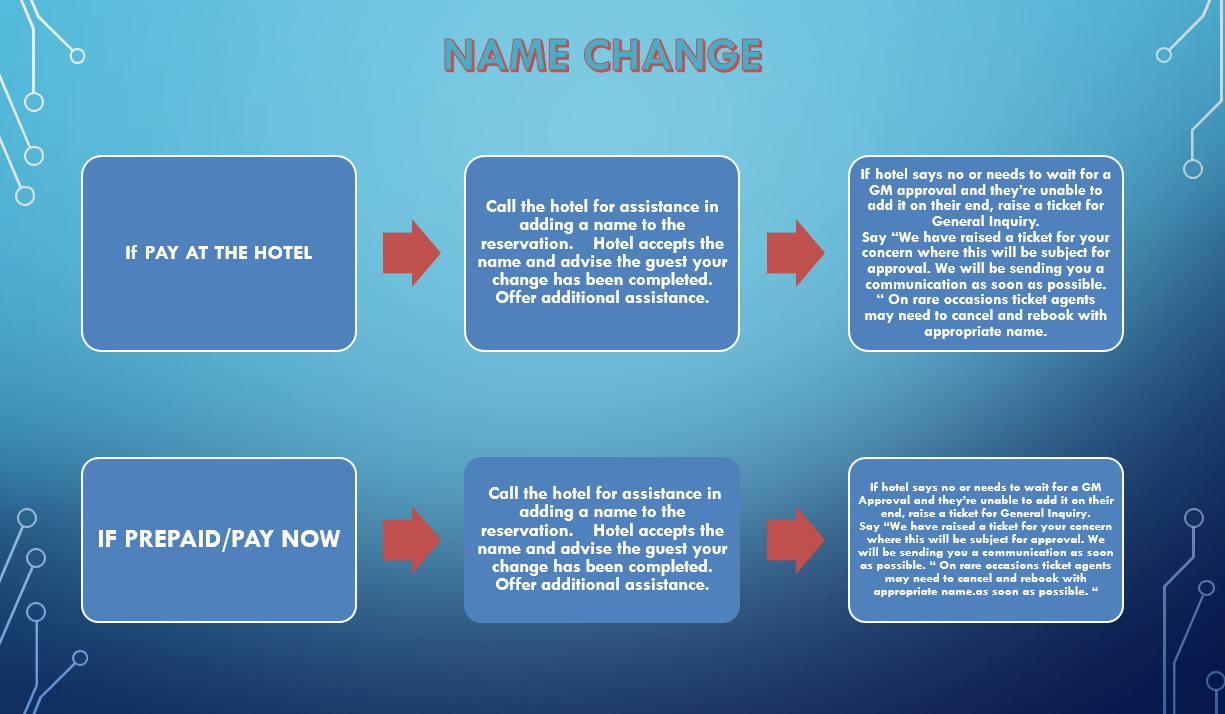 NAME CHANGE
If PAY AT THE HOTEL
Call the hotel for assistance in
adding a name to the
reservation.    Hotel accepts the
name and advise the guest your
change has been completed.
Offer additional assistance.
If hotel says no or needs to wait for a
GM approval and they're unable to
add it on their end, raise a ticket for
General Inquiry.
Say “We have raised a ticket for your
concern where this will be subject for
approval. We will be sending you a
communication as soon as possible.
“ On rare occasions ticket agents
may need to cancel and rebook with
appropriate name.
IF PREPAID/PAY NOW
Call the hotel for assistance in
adding a name to the
reservation.    Hotel accepts the
name and advise the guest your
change has been completed.
Offer additional assistance.
If hotel says no or needs to wait for a GM
Approval and they're unable to add it on their
end, raise a ticket for General Inquiry.
Say “We have raised a ticket for your concern
where this will be subject for approval. We
will be sending you a communication as soon
as possible. “ On rare occasions ticket agents
may need to cancel and rebook with
appropriate name.as soon as possible. “